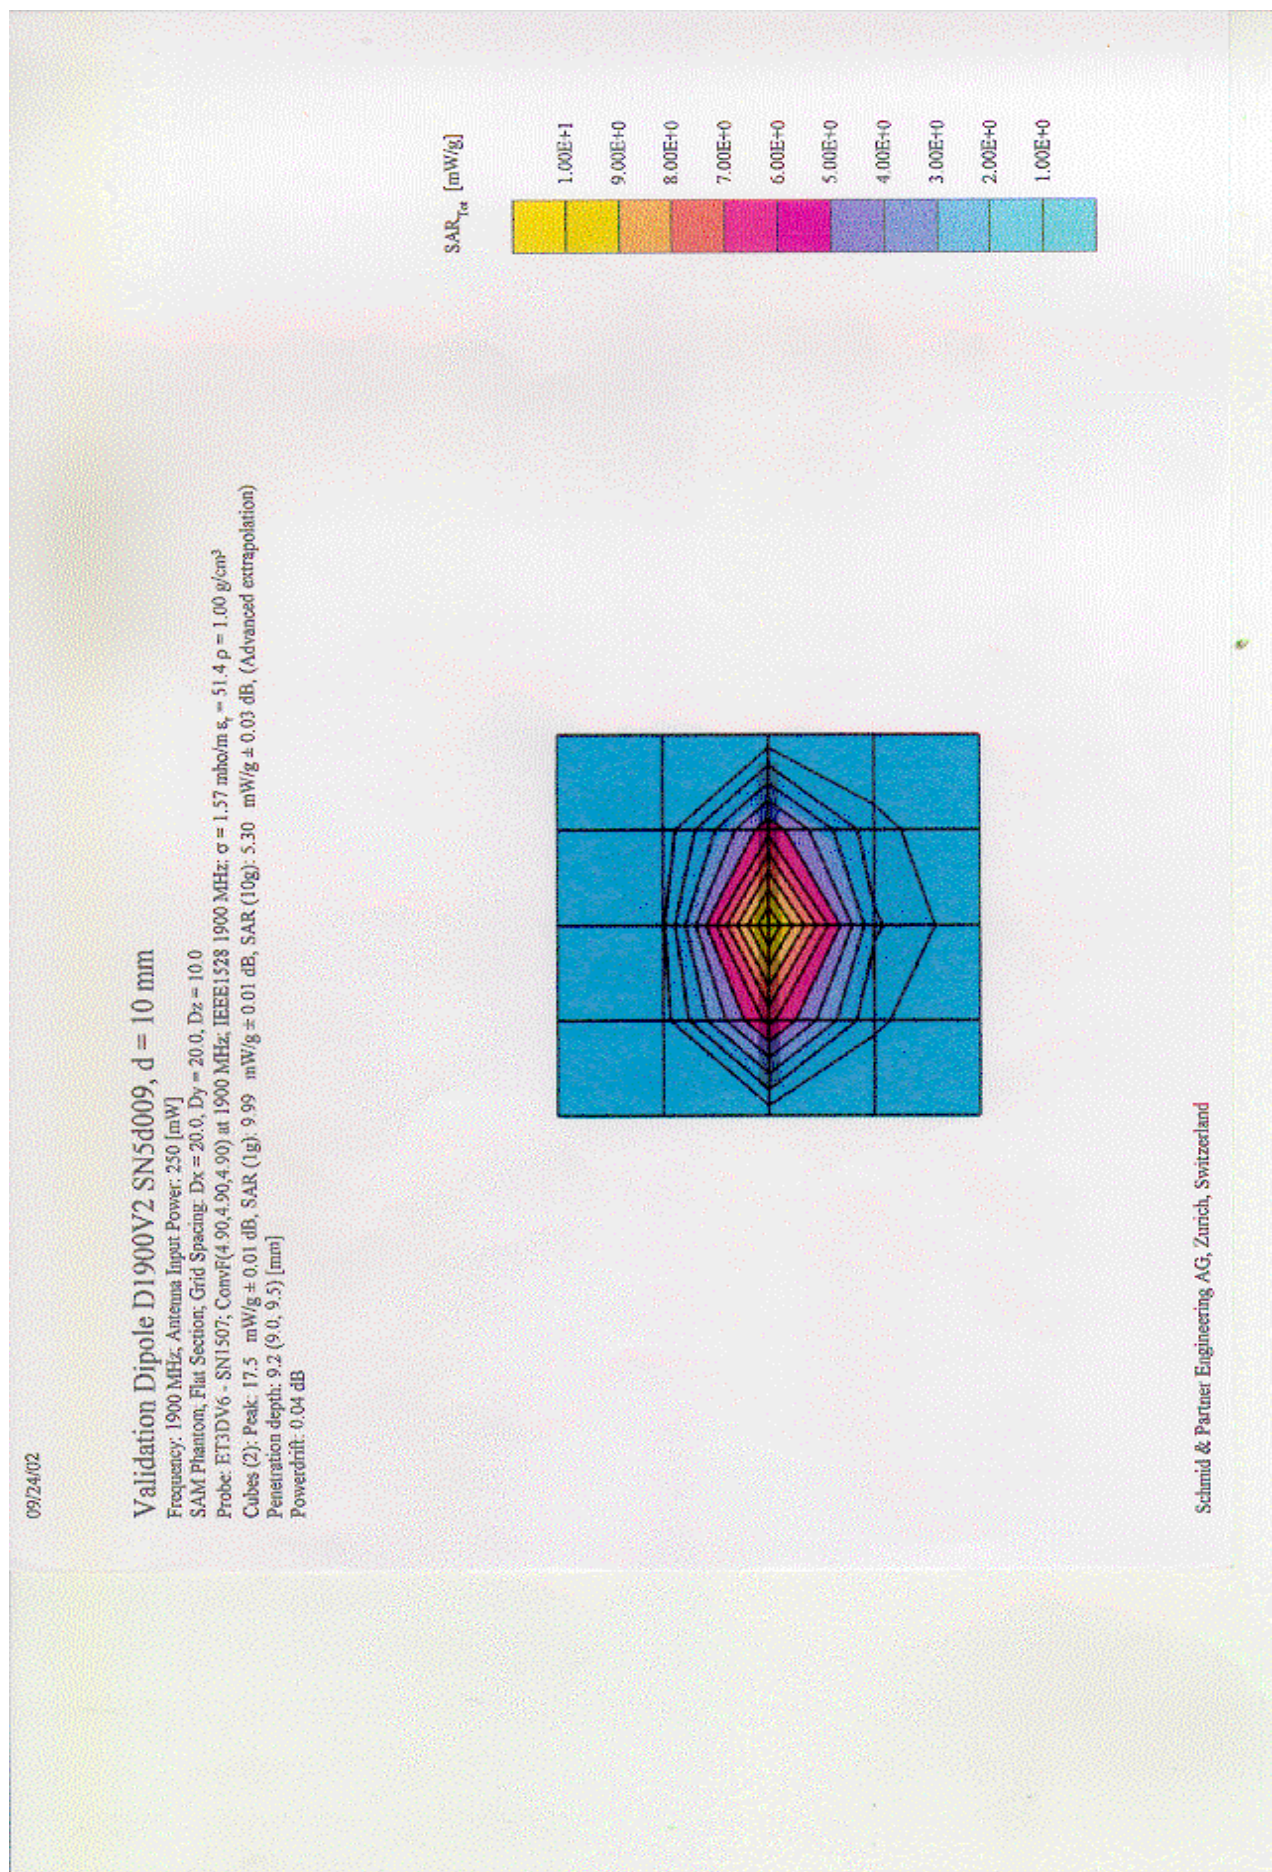 09/24/02
Validation Dipole D1900V2 SN5d009, d = 10 mm
Frequency: 1900 MHz; Antenna Input Power: 250 [mW]
SAM Phantom; Flat Section; Grid Spacing: Dx = 20.0, Dy = 20.0, Dz = 10.0
Probe: ET3DV6 - SN1507; ConvF(4.90,4.90,4.90) at 1900 MHz; IEEE1528 1900 MHz; σ = 1.57 mho/m εr = 51.4 ρ = 1.00 g/cm³
Cubes (2): Peak: 17.5 mW/g ± 0.01 dB, SAR (1g): 9.99 mW/g ± 0.01 dB, SAR (10g): 5.30 mW/g ± 0.03 dB, (Advanced extrapolation)
Penetration depth: 9.2 (9.0, 9.5) [mm]
Powerdrift: 0.04 dB
SARTot [mW/g]
1.00E+1
9.00E+0
8.00E+0
7.00E+0
6.00E+0
5.00E+0
4.00E+0
3.00E+0
2.00E+0
1.00E+0
Schmid & Partner Engineering AG, Zurich, Switzerland